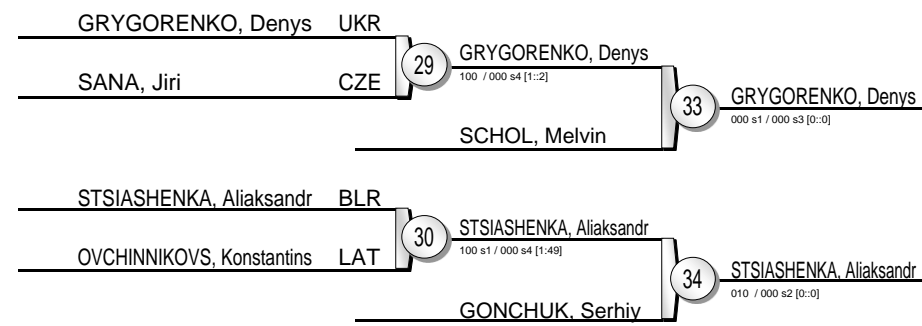 GRYGORENKO, Denys UKR
SANA, Jiri CZE
29
GRYGORENKO, Denys
100 / 000 s4 [1::2]
SCHOL, Melvin
33
GRYGORENKO, Denys
000 s1 / 000 s3 [0::0]
STSIASHENKA, Aliaksandr BLR
OVCHINNIKOVS, Konstantins LAT
30
STSIASHENKA, Aliaksandr
100 s1 / 000 s4 [1:49]
GONCHUK, Serhiy
34
STSIASHENKA, Aliaksandr
010 / 000 s2 [0::0]